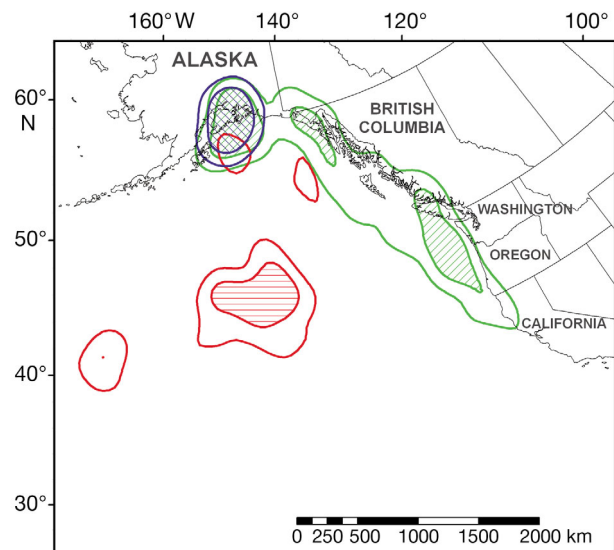 160° 140° 120° 100°
ALASKA
60°
N
BRITISH
COLUMBIA
WASHINGTON
50°
OREGON
CALIFORNIA
40°
30°
0 250 500 1000 1500 2000 km